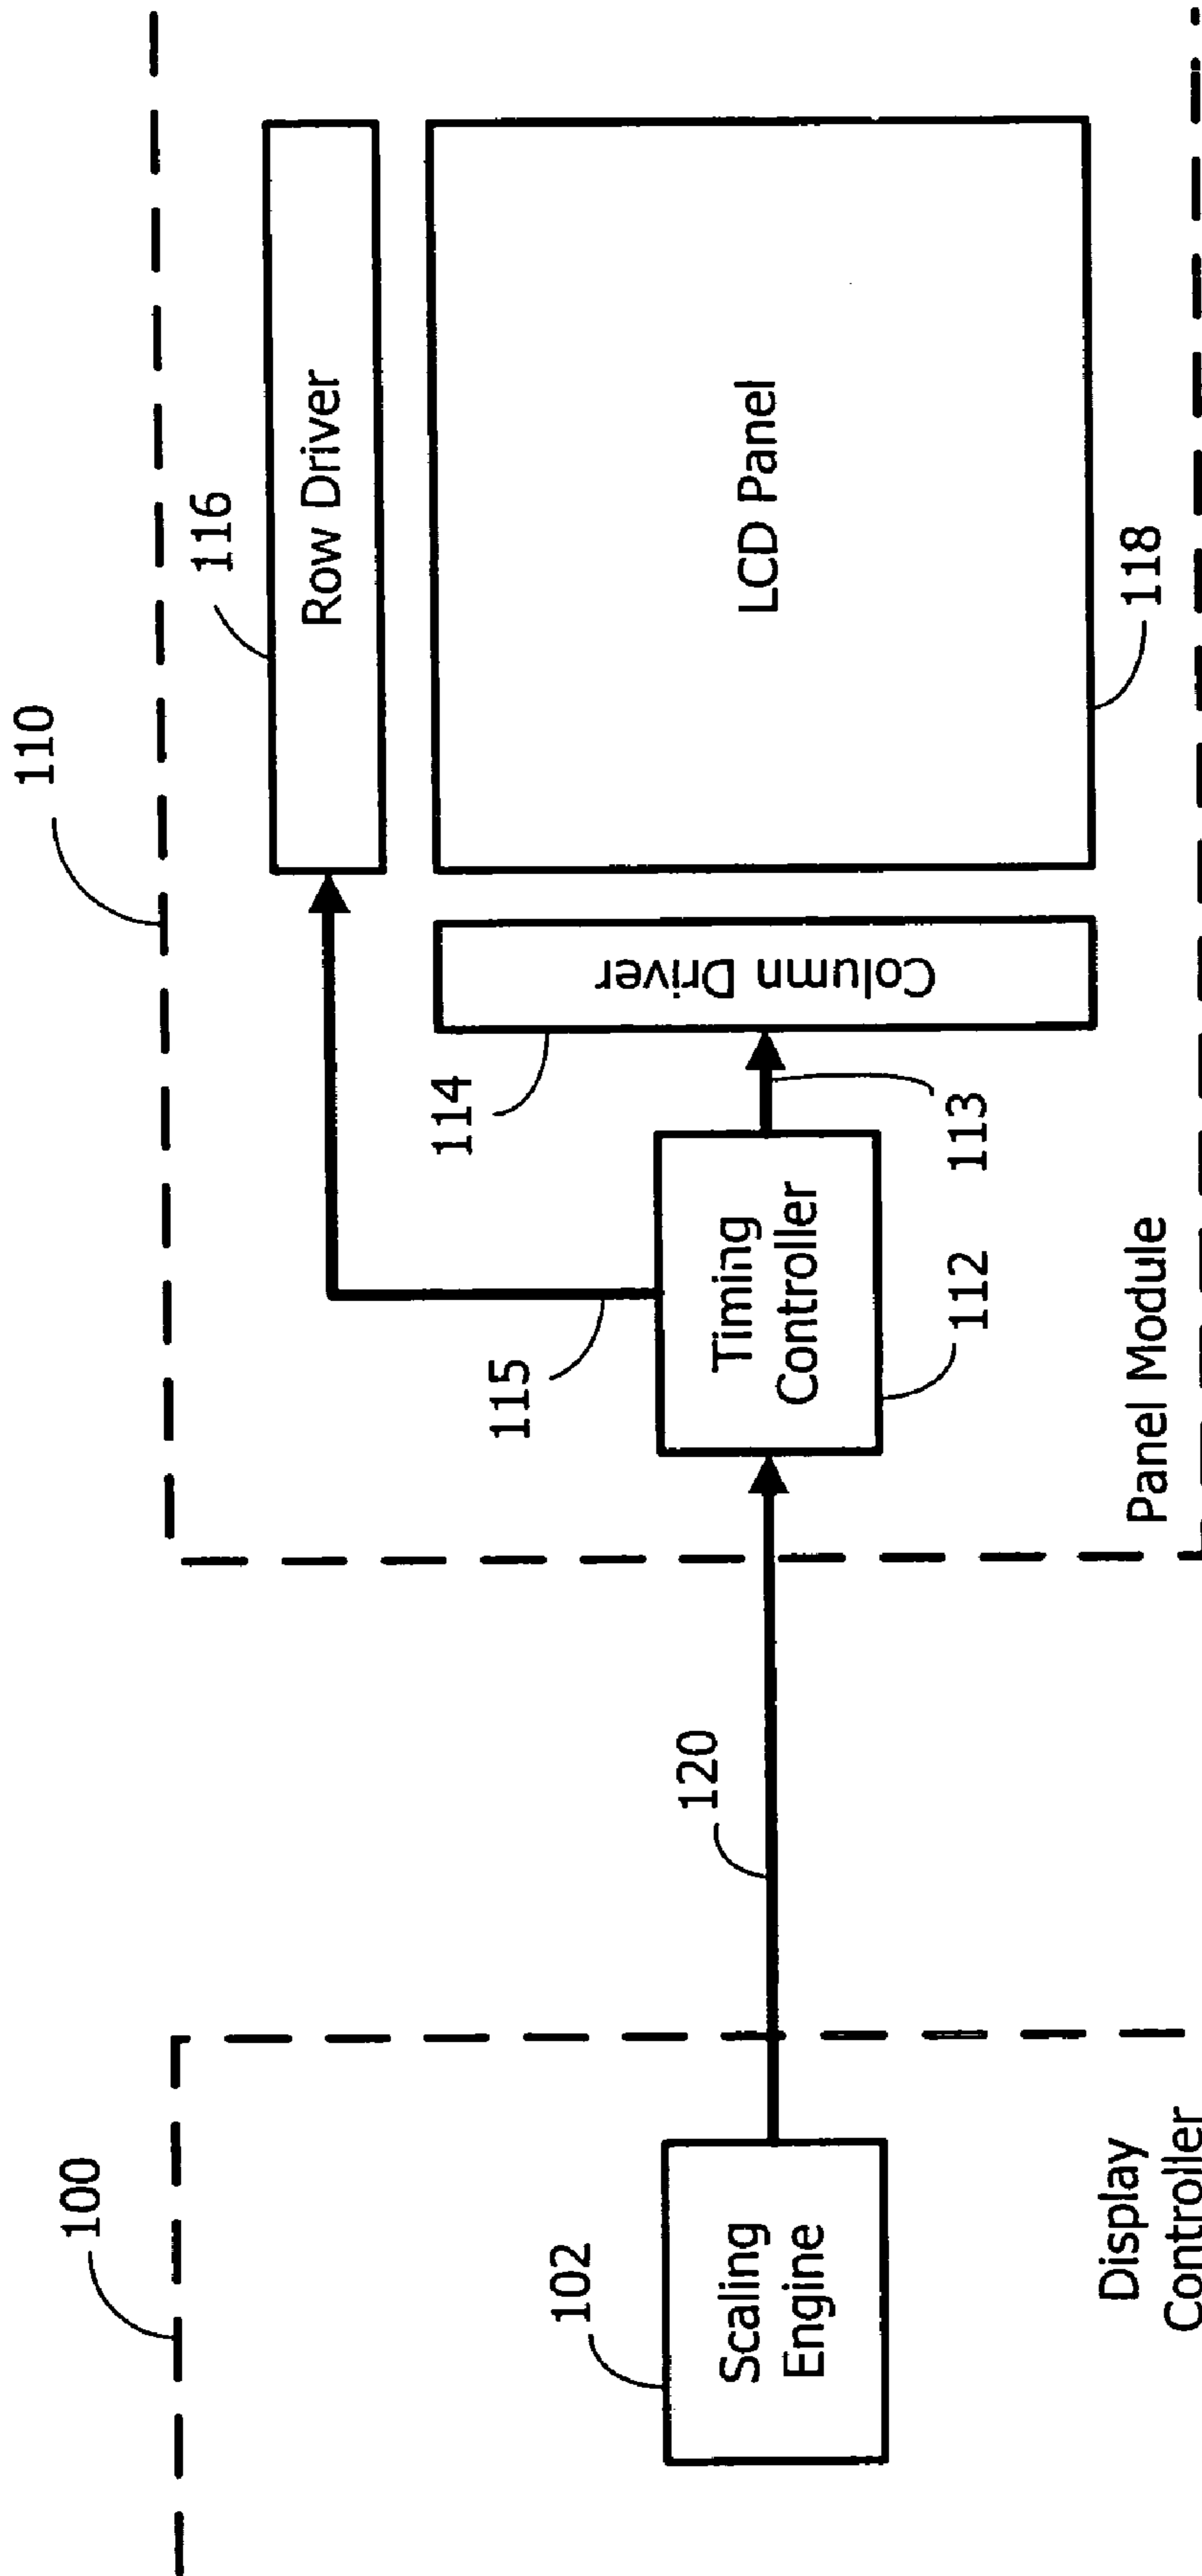 100
110
116
Row Driver
102
Scaling
Engine
120
115
114
Timing
Controller
Column Driver
LCD Panel
113
112
118
Display
Controller
Panel Module